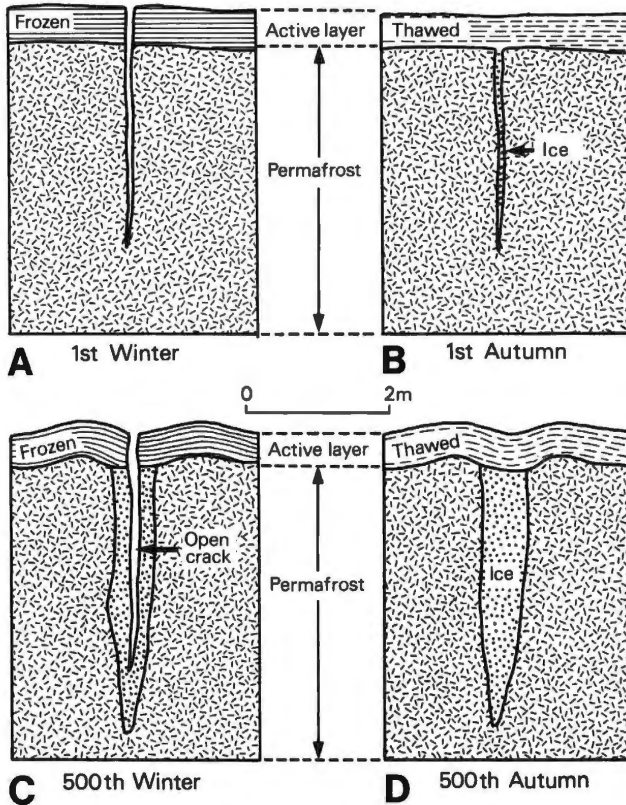 Frozen
Active layer
Thawed
Permafrost
Ice
A 1st Winter
B 1st Autumn
0 2m
Frozen
Active layer
Thawed
Open
crack
Permafrost
Ice
C 500th Winter
D 500th Autumn